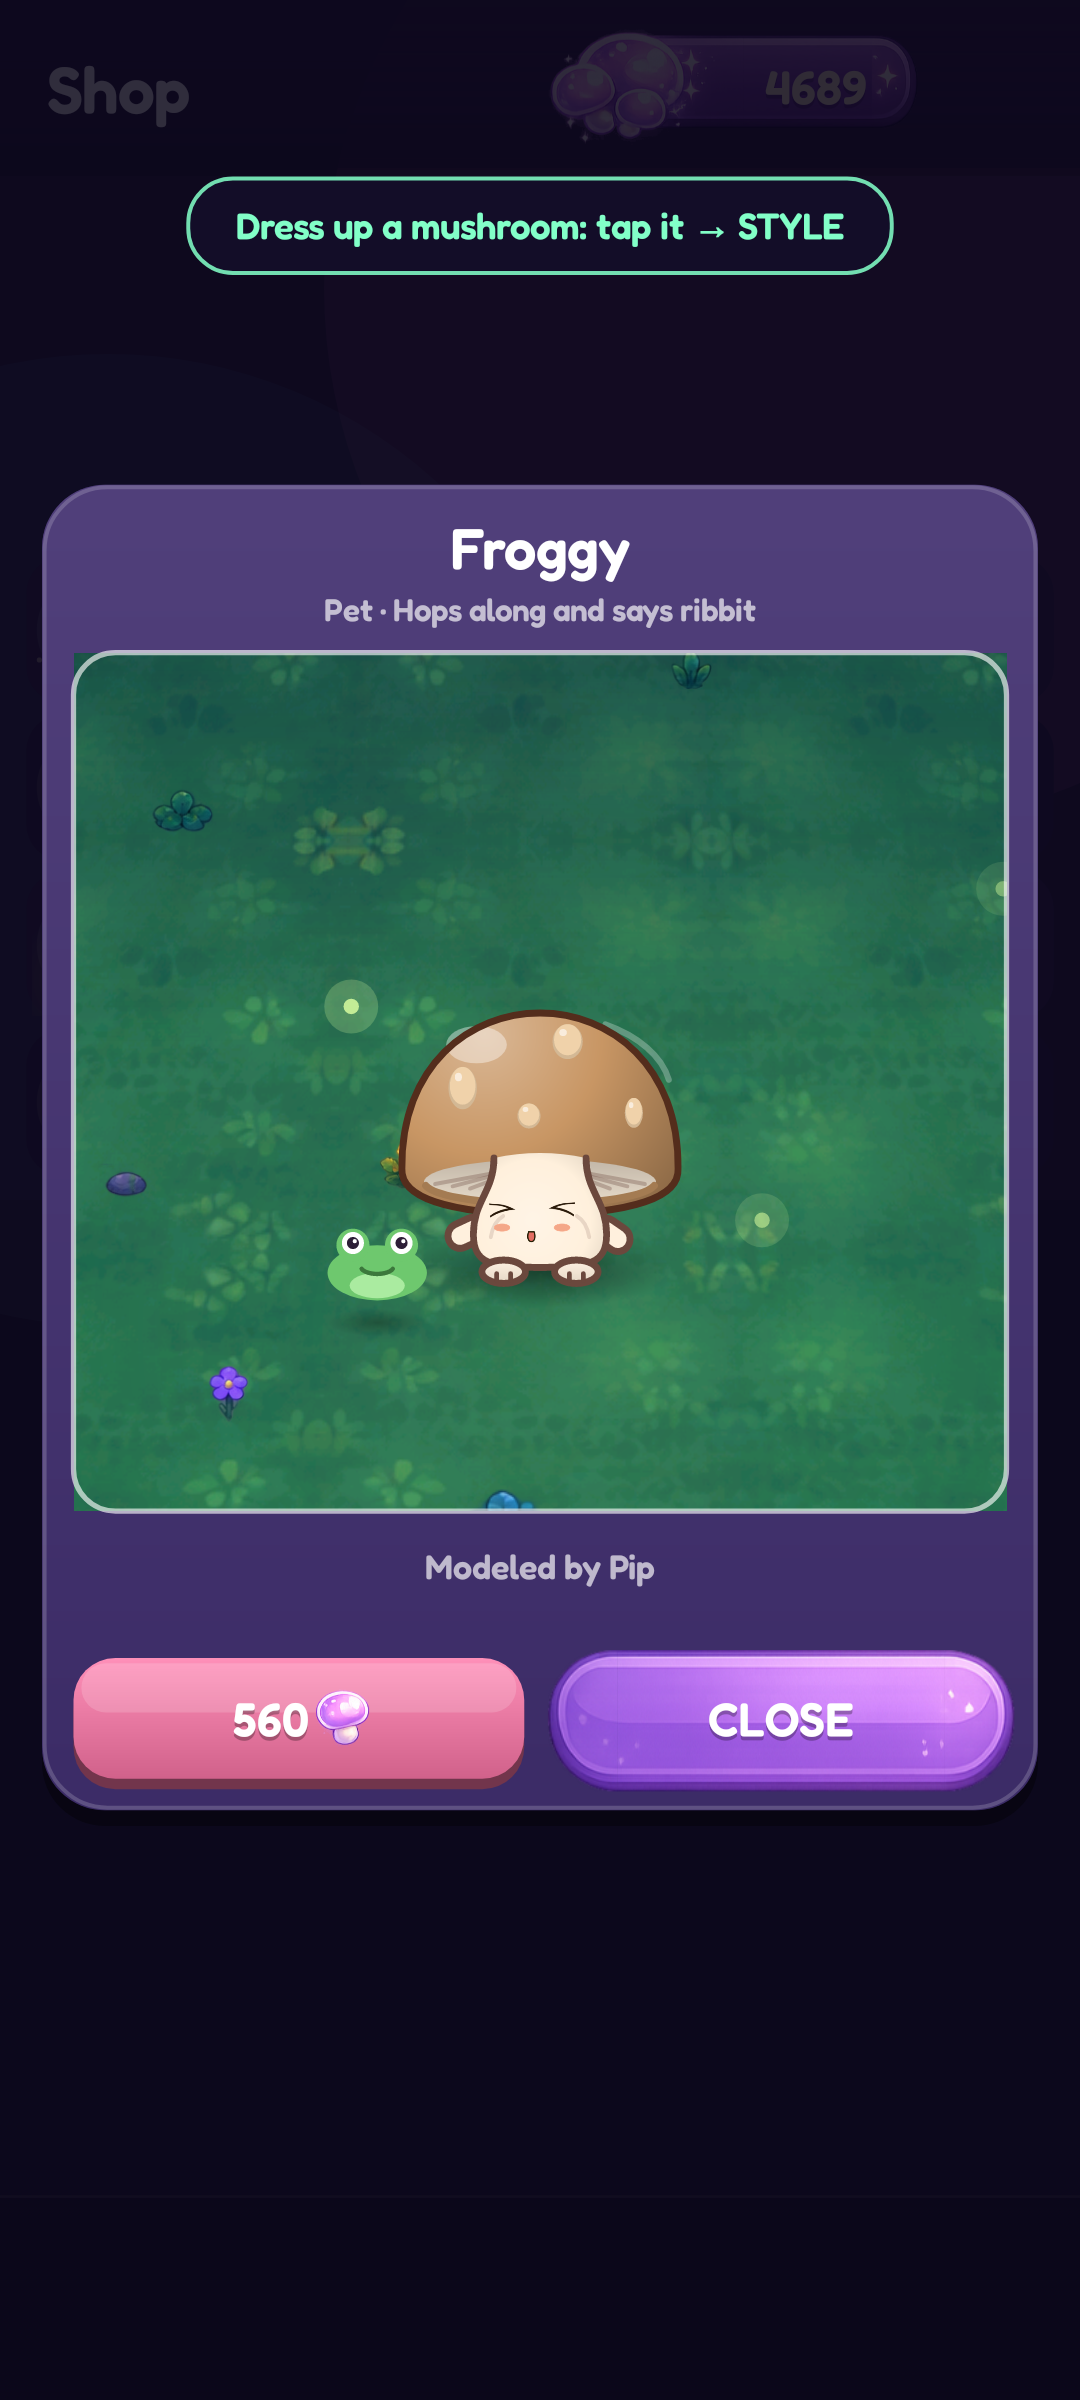 Shop
4689
Dress up a mushroom: tap it → STYLE
Froggy
Pet · Hops along and says ribbit
Modeled by Pip
560
CLOSE